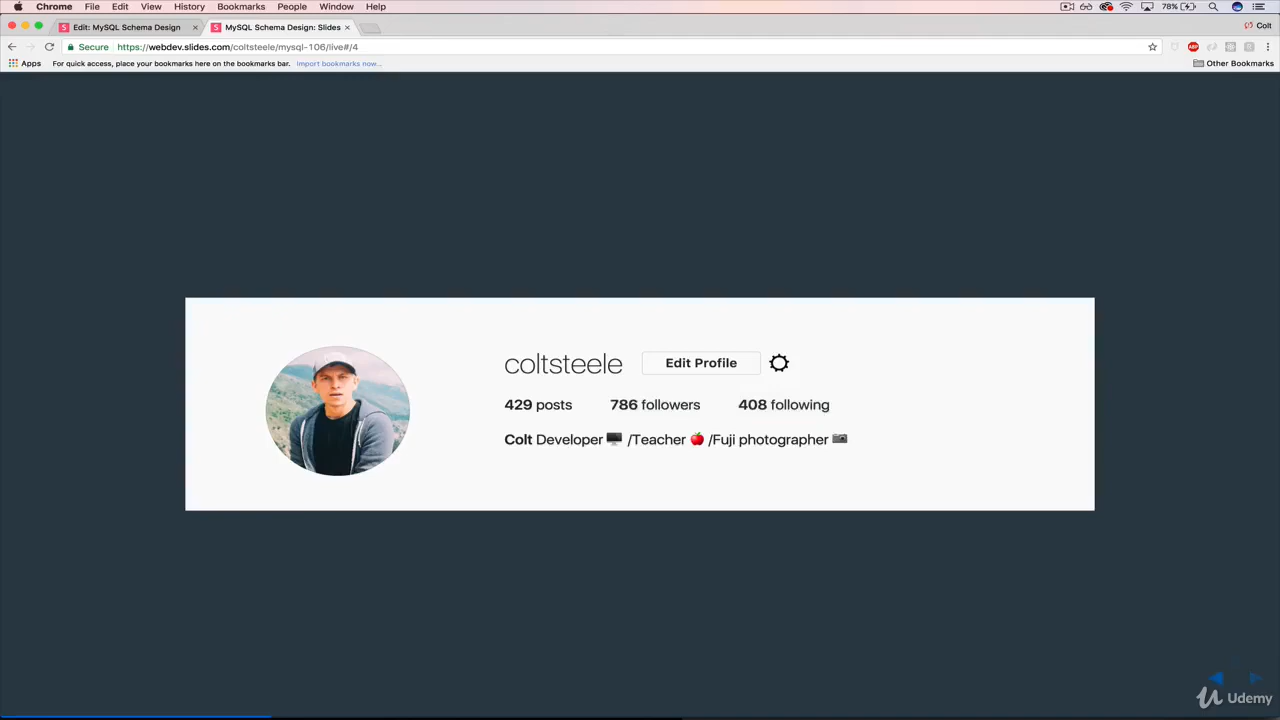 Chrome File Edit View History Bookmarks People Window Help 78%
Edit: MySQL Schema Design MySQL Schema Design: Slides Colt
Secure https://webdev.slides.com/coltsteele/mysql-106/live#/4 ABP
Apps For quick access, place your bookmarks here on the bookmarks bar. Import bookmarks now... Other Bookmarks
coltsteele Edit Profile
429 posts 786 followers 408 following
Colt Developer 🖥️ /Teacher 🍎 /Fuji photographer 📷
Udemy